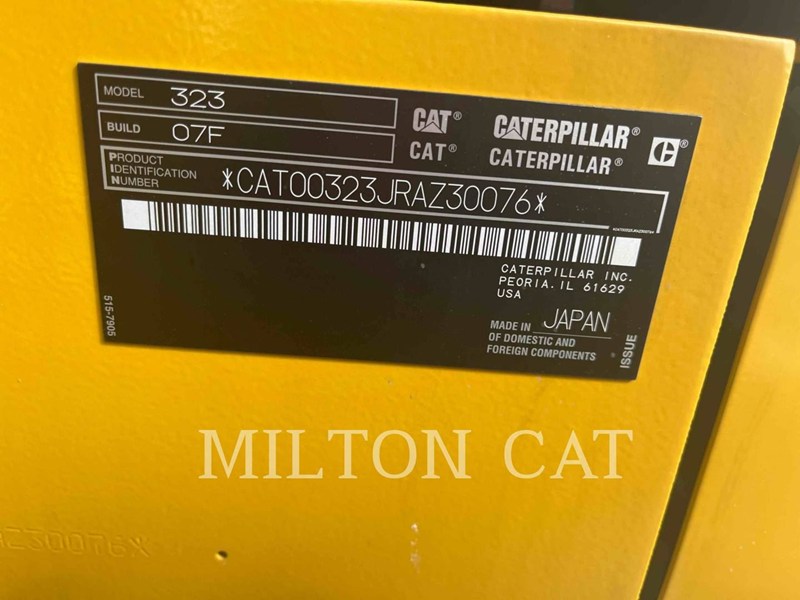 MODEL 323
BUILD 07F
PRODUCT
IDENTIFICATION
NUMBER
*CAT00323JRAZ30076*
CAT® CATERPILLAR®
CAT® CATERPILLAR® C®
CATERPILLAR INC.
PEORIA, IL 61629
USA
MADE IN JAPAN
OF DOMESTIC AND
FOREIGN COMPONENTS
515-7905
ISSUE
MILTON CAT
AZ30076*